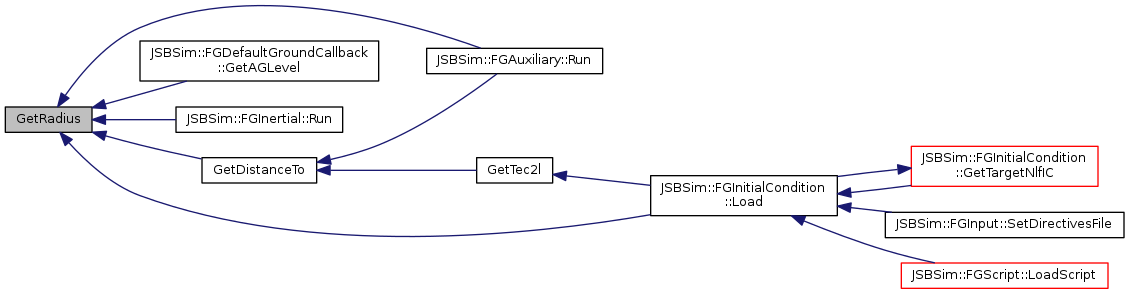 GetRadius
JSBSim::FGDefaultGroundCallback
::GetAGLevel
JSBSim::FGInertial::Run
GetDistanceTo
JSBSim::FGAuxiliary::Run
GetTec2l
JSBSim::FGInitialCondition
::Load
JSBSim::FGInitialCondition
::GetTargetNlfIC
JSBSim::FGInput::SetDirectivesFile
JSBSim::FGScript::LoadScript